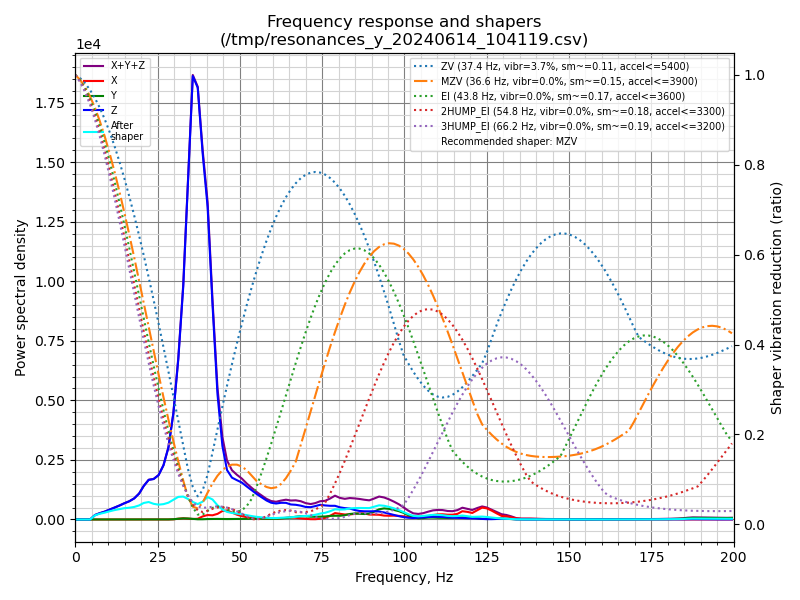 Frequency response and shapers
(/tmp/resonances_y_20240614_104119.csv)
1e4
X+Y+Z
X
Y
Z
After
shaper
ZV (37.4 Hz, vibr=3.7%, sm~=0.11, accel<=5400)
MZV (36.6 Hz, vibr=0.0%, sm~=0.15, accel<=3900)
EI (43.8 Hz, vibr=0.0%, sm~=0.17, accel<=3600)
2HUMP_EI (54.8 Hz, vibr=0.0%, sm~=0.18, accel<=3300)
3HUMP_EI (66.2 Hz, vibr=0.0%, sm~=0.19, accel<=3200)
Recommended shaper: MZV
Power spectral density
1.75
1.50
1.25
1.00
0.75
0.50
0.25
0.00
1.0
0.8
0.6
0.4
0.2
0.0
Shaper vibration reduction (ratio)
0 25 50 75 100 125 150 175 200
Frequency, Hz